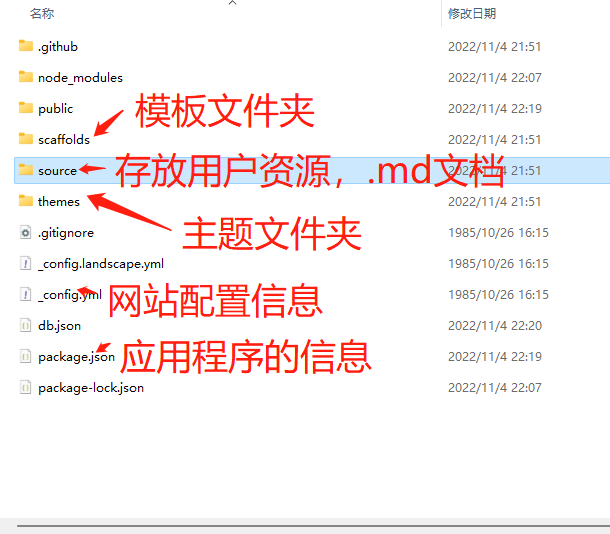 名称 修改日期
.github 2022/11/4 21:51
node_modules 2022/11/4 22:07
public 2022/11/4 22:19
模板文件夹
scaffolds 2022/11/4 21:51
source 存放用户资源，.md文档 2022/11/4 21:51
themes 2022/11/4 21:51
主题文件夹
.gitignore 1985/10/26 16:15
_config.landscape.yml 1985/10/26 16:15
_config.yml 网站配置信息 1985/10/26 16:15
db.json 2022/11/4 22:20
package.json 应用程序的信息 2022/11/4 22:19
package-lock.json 2022/11/4 22:07